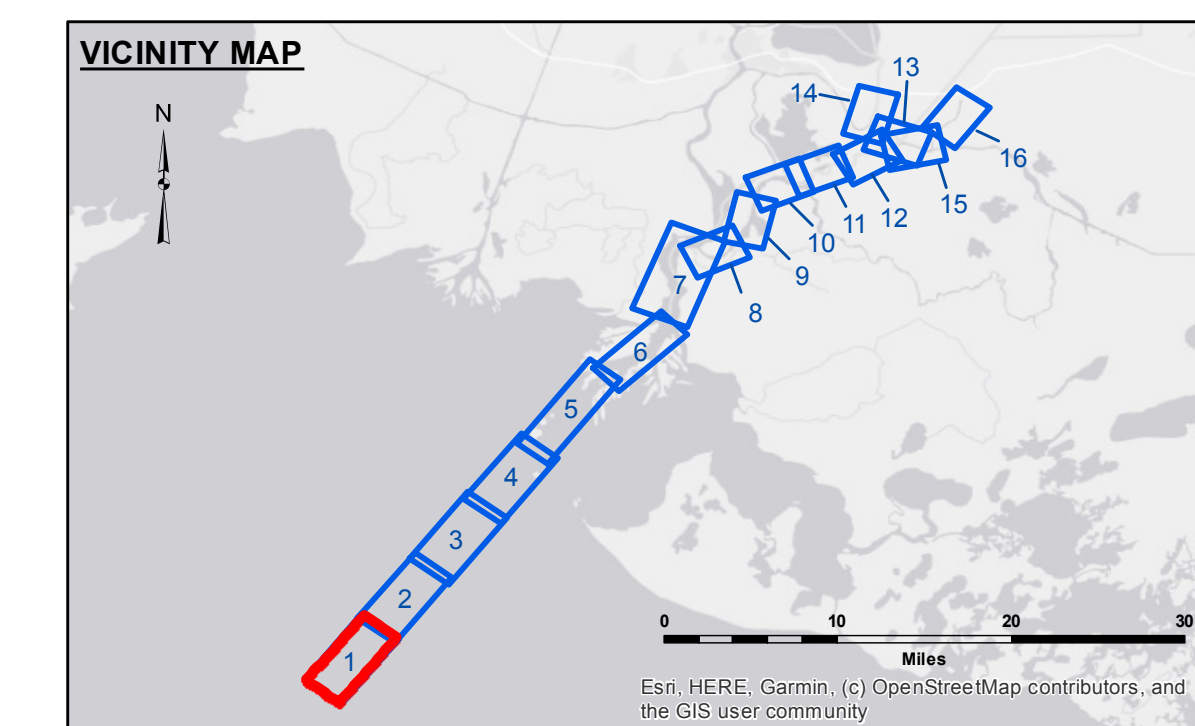 VICINITY MAP
N
13
14
16
15
12
11
10
9
8
7
6
5
4
3
2
1
0 10 20 30
Miles
Esri, HERE, Garmin, (c) OpenStreetMap contributors, and
the GIS user community